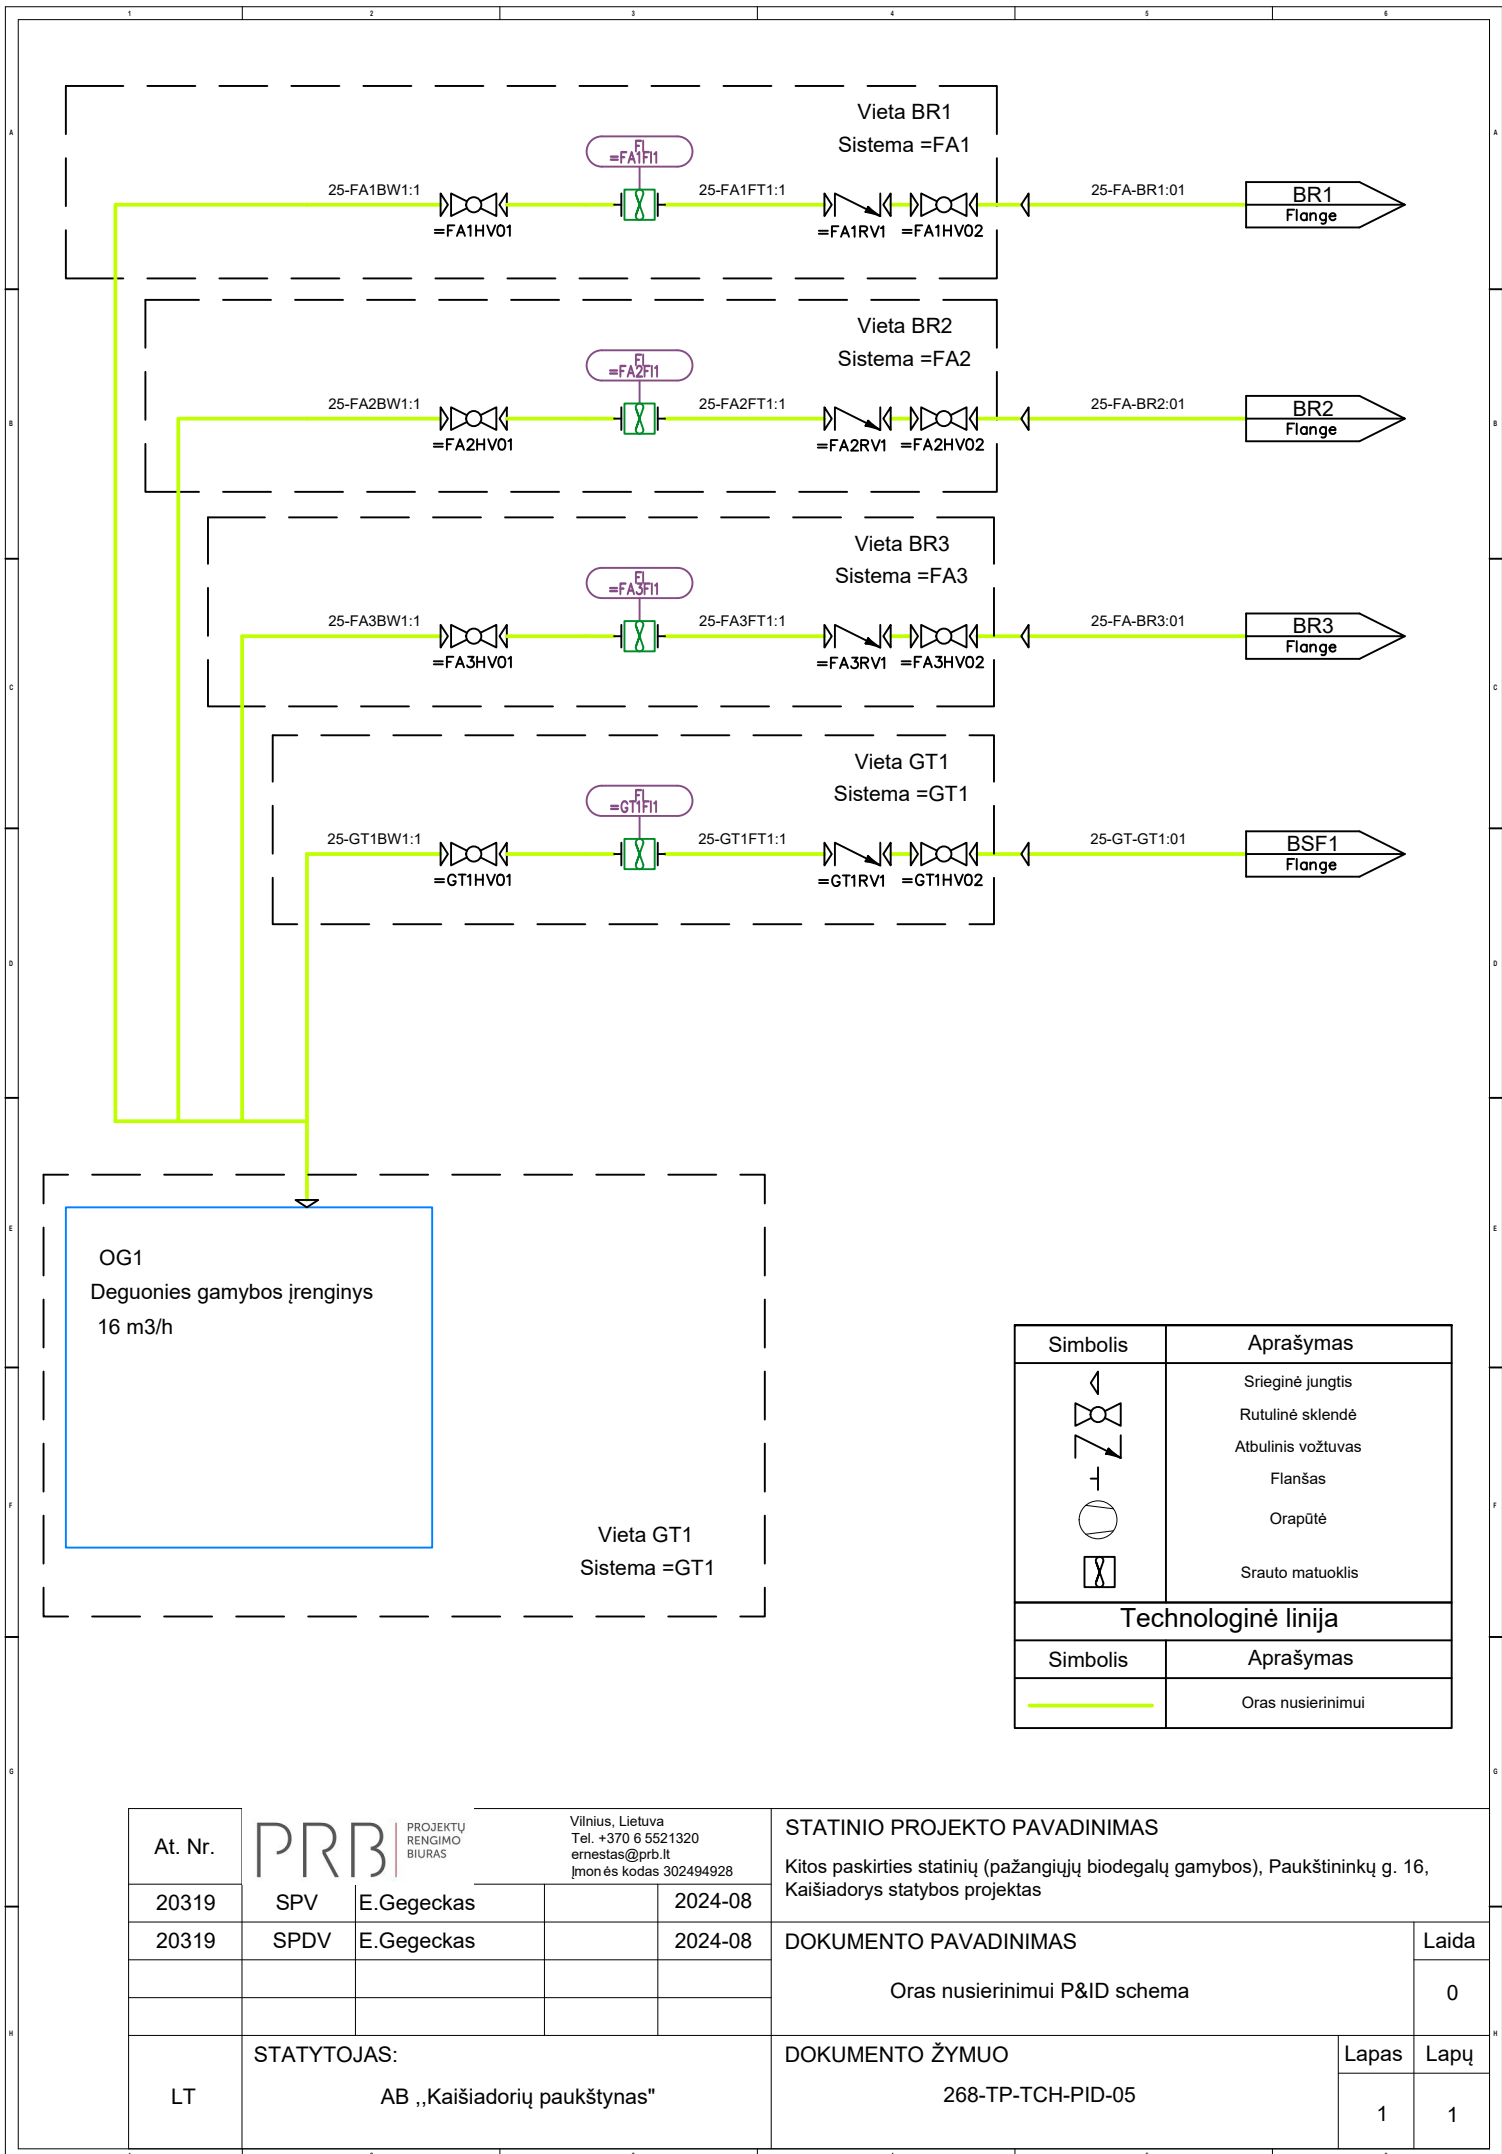 1 2 3 4 5 6
A A
Vieta BR1
Sistema =FA1
FI
=FA1FI1
25-FA1BW1:1
25-FA1FT1:1
25-FA-BR1:01
BR1
Flange
=FA1HV01
=FA1RV1
=FA1HV02
Vieta BR2
Sistema =FA2
FI
=FA2FI1
25-FA2BW1:1
25-FA2FT1:1
25-FA-BR2:01
BR2
Flange
B B
=FA2HV01
=FA2RV1
=FA2HV02
Vieta BR3
Sistema =FA3
FI
=FA3FI1
25-FA3BW1:1
25-FA3FT1:1
25-FA-BR3:01
BR3
Flange
=FA3HV01
=FA3RV1
=FA3HV02
C C
Vieta GT1
Sistema =GT1
FI
=GT1FI1
25-GT1BW1:1
25-GT1FT1:1
25-GT-GT1:01
BSF1
Flange
=GT1HV01
=GT1RV1
=GT1HV02
D D
E E
OG1
Deguonies gamybos įrenginys
16 m3/h
Vieta GT1
Sistema =GT1
Simbolis Aprašymas
Srieginė jungtis
Rutulinė sklendė
Atbulinis vožtuvas
Flanšas
F F
Orapūtė
Srauto matuoklis
Technologinė linija
Simbolis Aprašymas
Oras nusierinimui
G G
At. Nr.
PRB
PROJEKTŲ
RENGIMO
BIURAS
Vilnius, Lietuva
Tel. +370 6 5521320
ernestas@prb.lt
Įmonės kodas 302494928
STATINIO PROJEKTO PAVADINIMAS
Kitos paskirties statinių (pažangiųjų biodegalų gamybos), Paukštininkų g. 16,
Kaišiadorys statybos projektas
20319 SPV E.Gegeckas 2024-08
20319 SPDV E.Gegeckas 2024-08
DOKUMENTO PAVADINIMAS
Laida
Oras nusierinimui P&ID schema
0
H H
LT
STATYTOJAS:
AB ,,Kaišiadorių paukštynas"
DOKUMENTO ŽYMUO
268-TP-TCH-PID-05
Lapas Lapų
1 1